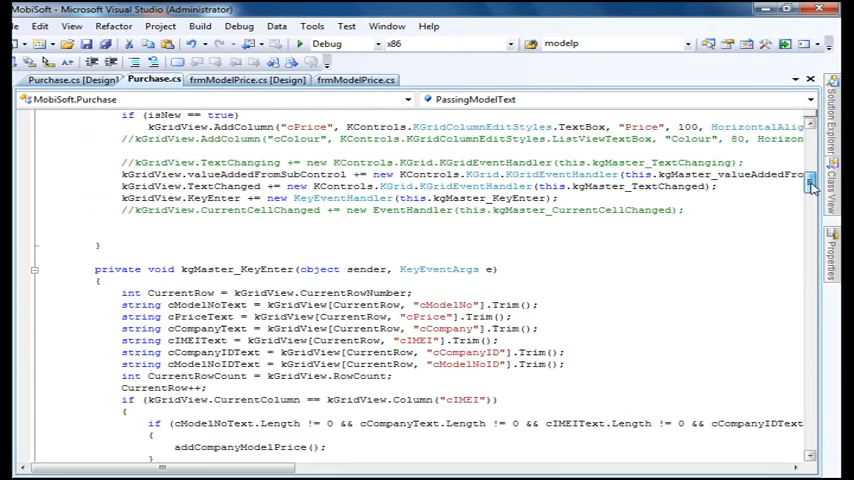 MobiSoft - Microsoft Visual Studio
Edit View Refactor Project Build Debug Data Tools Test Window Help
Debug x86 modelp
Purchase.cs [Design] Purchase.cs frmModelPrice.cs [Design] frmModelPrice.cs
MobiSoft.Purchase PassingModelText
if (isNew == true)
kGridView.AddColumn("cPrice", KControls.KGridColumnEditStyles.TextBox, "Price", 100, HorizontalAlig
//kGridView.AddColumn("cColour", KControls.KGridColumnEditStyles.ListViewTextBox, "Colour", 80, Horizon
//kGridView.TextChanging += new KControls.KGrid.KGridEventHandler(this.kgMaster_TextChanging);
kGridView.valueAddedFromSubControl += new KControls.KGrid.KGridEventHandler(this.kgMaster_valueAddedFro
kGridView.TextChanged += new KControls.KGrid.KGridEventHandler(this.kgMaster_TextChanged);
kGridView.KeyEnter += new KeyEventHandler(this.kgMaster_KeyEnter);
//kGridView.CurrentCellChanged += new EventHandler(this.kgMaster_CurrentCellChanged);
}
private void kgMaster_KeyEnter(object sender, KeyEventArgs e)
{
int CurrentRow = kGridView.CurrentRowNumber;
string cModelNoText = kGridView[CurrentRow, "cModelNo"].Trim();
string cPriceText = kGridView[CurrentRow, "cPrice"].Trim();
string cCompanyText = kGridView[CurrentRow, "cCompany"].Trim();
string cIMEIText = kGridView[CurrentRow, "cIMEI"].Trim();
string cCompanyIDText = kGridView[CurrentRow, "cCompanyID"].Trim();
string cModelNoIDText = kGridView[CurrentRow, "cModelNoID"].Trim();
int CurrentRowCount = kGridView.RowCount;
CurrentRow++;
if (kGridView.CurrentColumn == kGridView.Column("cIMEI"))
{
if (cModelNoText.Length != 0 && cCompanyText.Length != 0 && cIMEIText.Length != 0 && cCompanyIDText
{
addCompanyModelPrice();
}
Solution Explorer
Class View
Properties